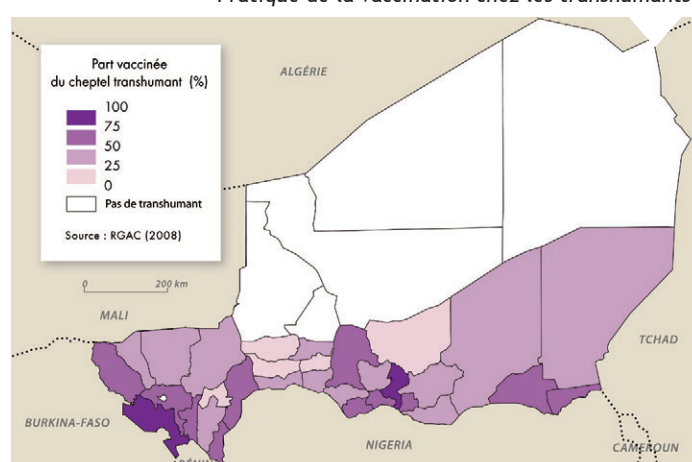 Pratique de la vaccination chez les transhumants
Part vaccinée
du cheptel transhumant (%)
100
75
50
25
0
Pas de transhumant
Source : RGAC (2008)
0 200 km
ALGÉRIE
MALI
TCHAD
BURKINA-FASO
NIGERIA
CAMEROUN
BÉNIN